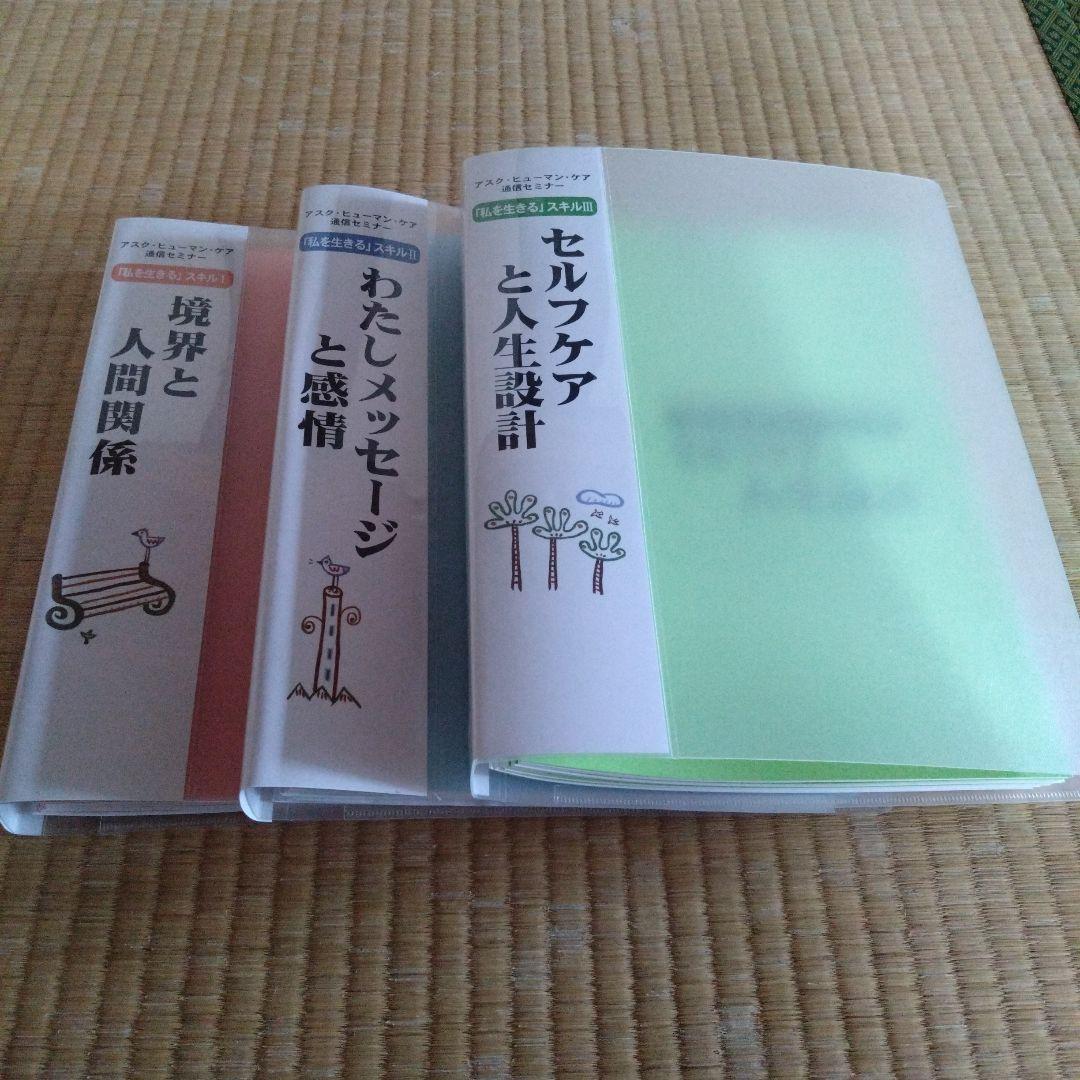 アスク・ヒューマン・ケア
通信セミナー
「私を生きる」スキルI
境界と
人間関係
アスク・ヒューマン・ケア
通信セミナー
「私を生きる」スキルII
わたしメッセージ
と感情
アスク・ヒューマン・ケア
通信セミナー
「私を生きる」スキルIII
セルフケア
と人生設計